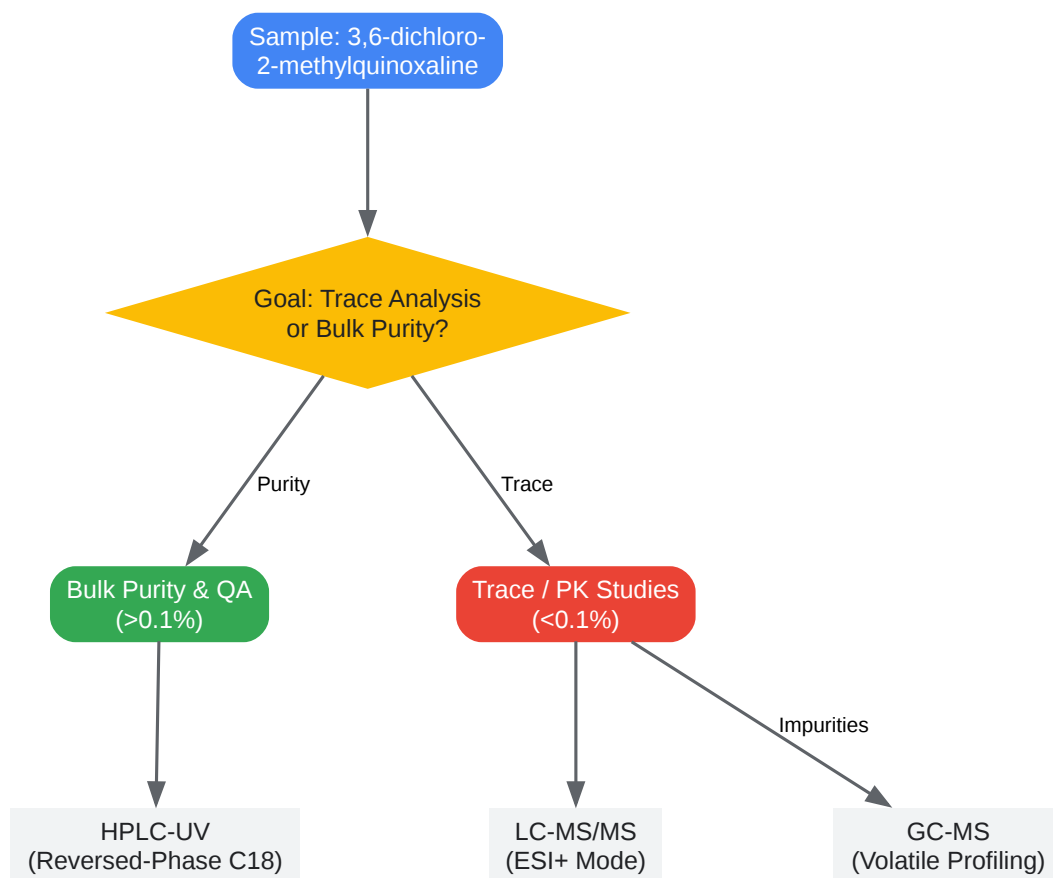 Sample: 3,6-dichloro-
2-methylquinoxaline
Goal: Trace Analysis
or Bulk Purity?
Purity
Trace
Bulk Purity & QA
(>0.1%)
Trace / PK Studies
(<0.1%)
Impurities
HPLC-UV
(Reversed-Phase C18)
LC-MS/MS
(ESI+ Mode)
GC-MS
(Volatile Profiling)